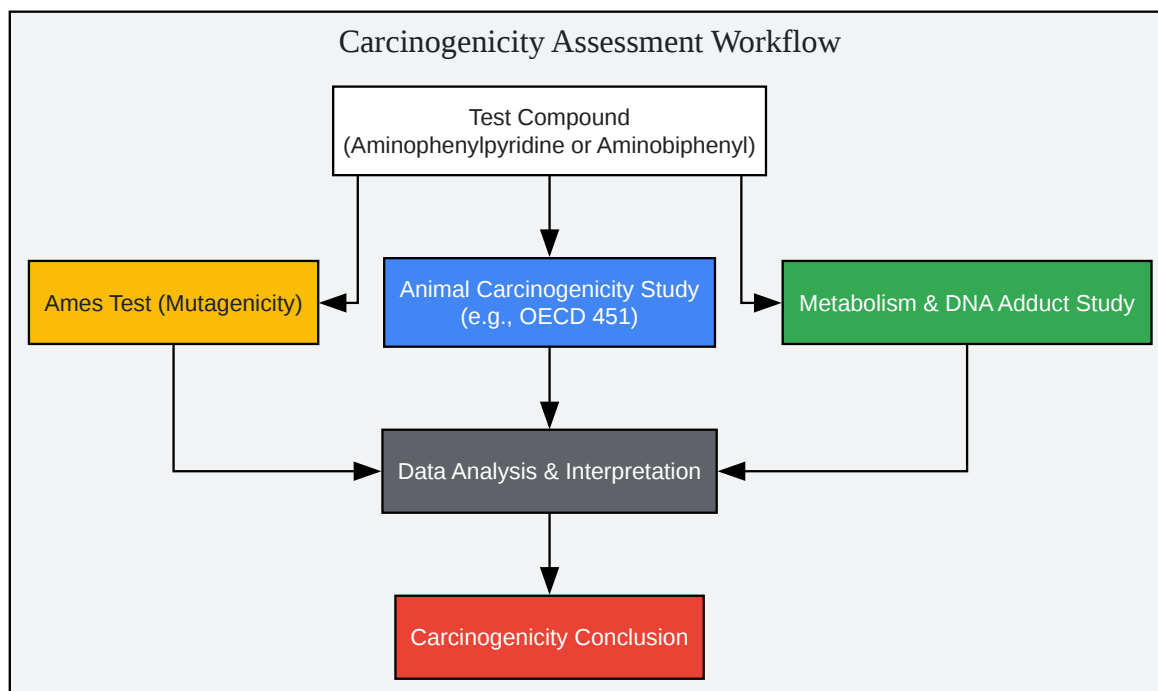 Carcinogenicity Assessment Workflow
Test Compound
(Aminophenylpyridine or Aminobiphenyl)
Ames Test (Mutagenicity)
Animal Carcinogenicity Study
(e.g., OECD 451)
Metabolism & DNA Adduct Study
Data Analysis & Interpretation
Carcinogenicity Conclusion